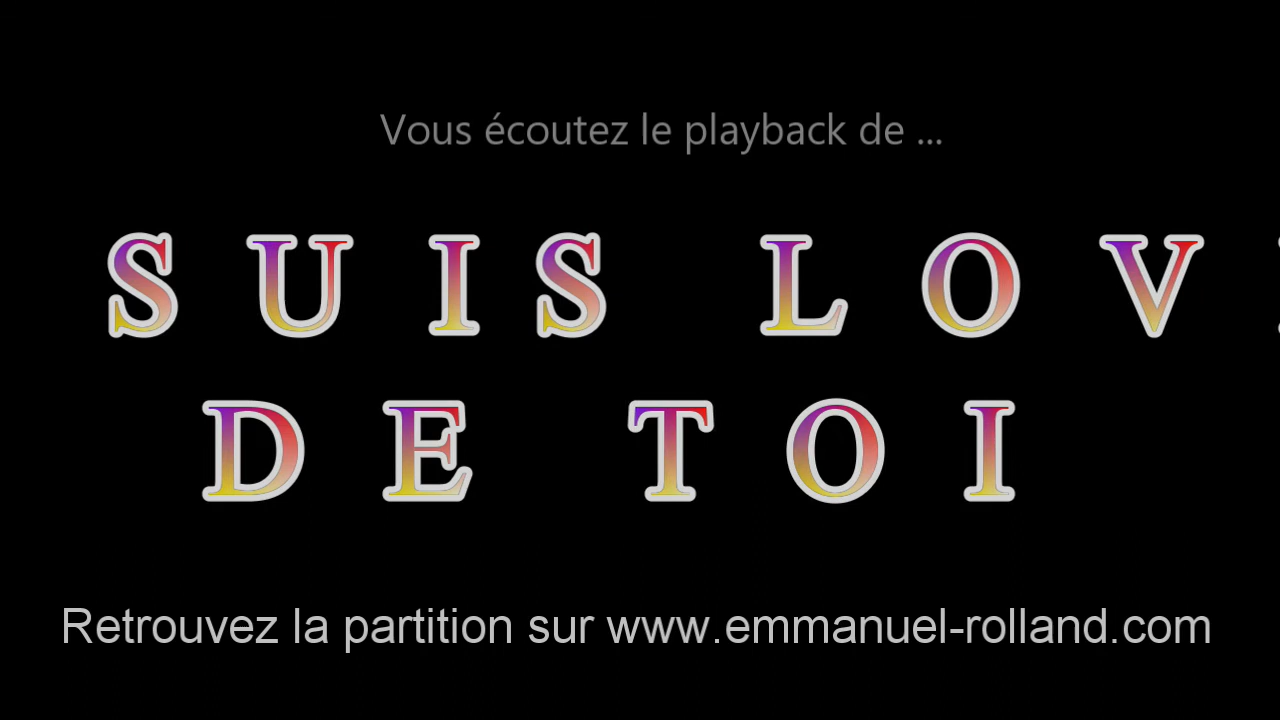 Vous écoutez le playback de ...
SUIS LOV
DE TOI
Retrouvez la partition sur www.emmanuel-rolland.com